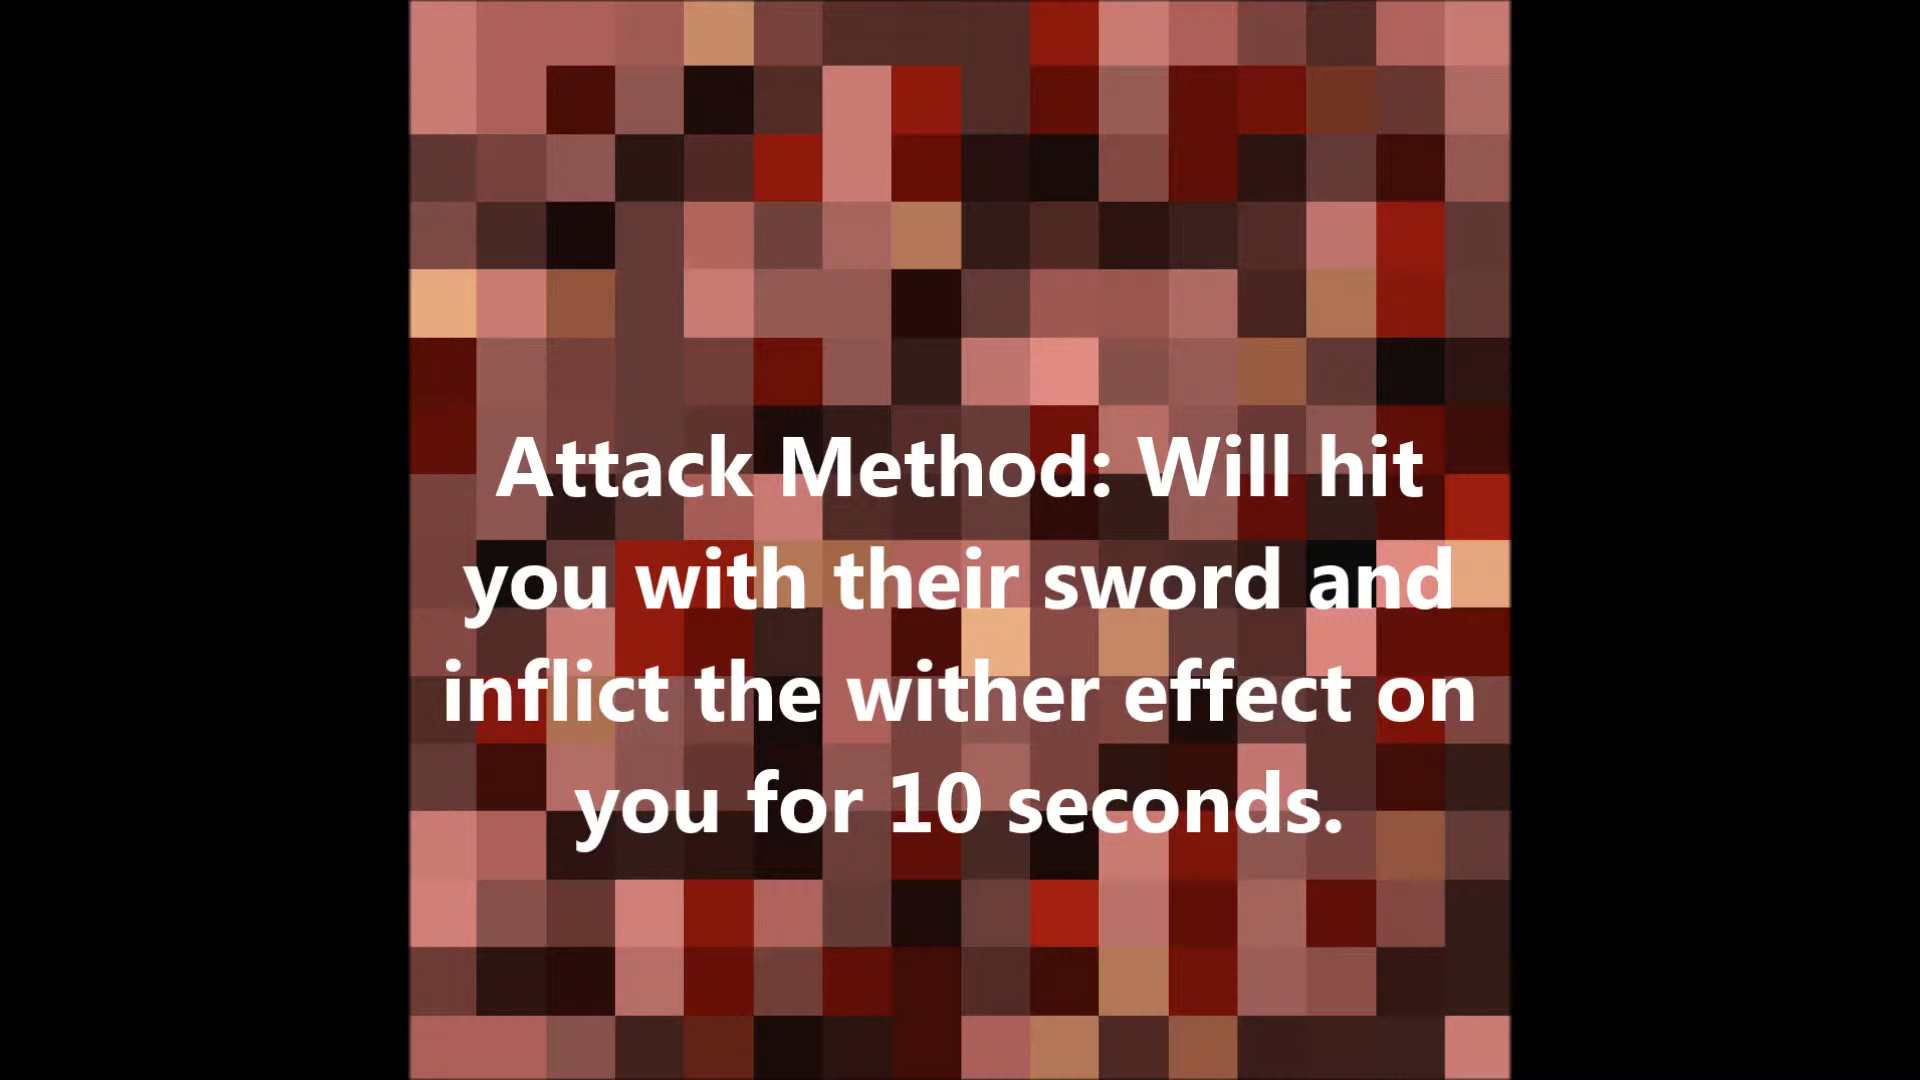 Attack Method: Will hit
you with their sword and
inflict the wither effect on
you for 10 seconds.